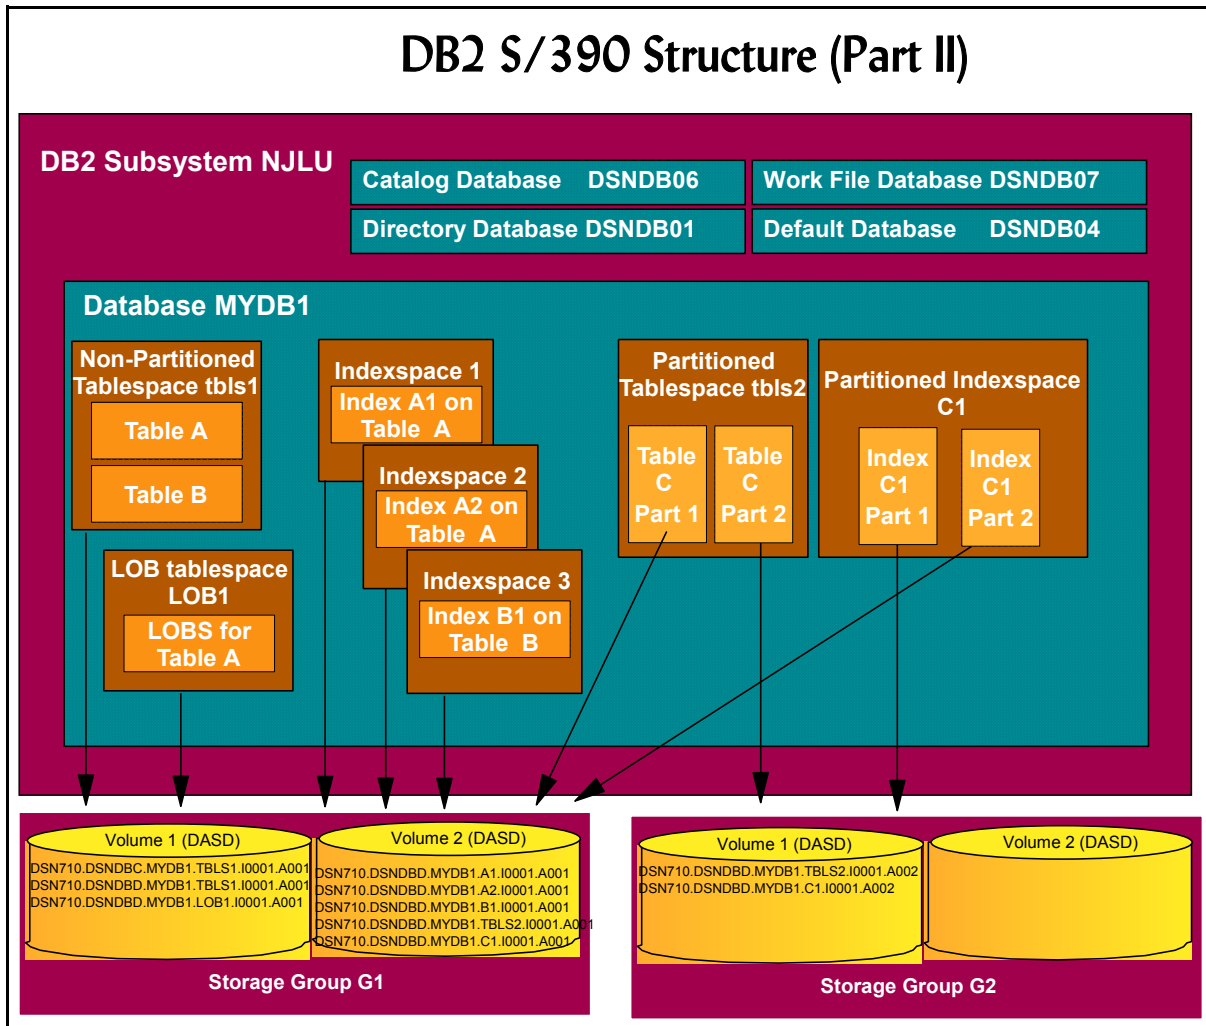 DB2 S/390 Structure (Part II)
DB2 Subsystem NJLU
Catalog Database DSNDB06
Work File Database DSNDB07
Directory Database DSNDB01
Default Database DSNDB04
Database MYDB1
Non-Partitioned
Tablespace tbls1
Table A
Table B
LOB tablespace
LOB1
LOBS for
Table A
Indexspace 1
Index A1 on
Table A
Indexspace 2
Index A2 on
Table A
Indexspace 3
Index B1 on
Table B
Partitioned
Tablespace tbls2
Table
C
Part 1
Table
C
Part 2
Partitioned Indexspace
C1
Index
C1
Part 1
Index
C1
Part 2
Volume 1 (DASD)
DSN710.DSNDBC.MYDB1.TBLS1.I0001.A001
DSN710.DSNDBD.MYDB1.TBLS1.I0001.A001
DSN710.DSNDBD.MYDB1.LOB1.I0001.A001
Volume 2 (DASD)
DSN710.DSNDBD.MYDB1.A1.I0001.A001
DSN710.DSNDBD.MYDB1.A2.I0001.A001
DSN710.DSNDBD.MYDB1.B1.I0001.A001
DSN710.DSNDBD.MYDB1.TBLS2.I0001.A001
DSN710.DSNDBD.MYDB1.C1.I0001.A001
Storage Group G1
Volume 1 (DASD)
DSN710.DSNDBD.MYDB1.TBLS2.I0001.A002
DSN710.DSNDBD.MYDB1.C1.I0001.A002
Volume 2 (DASD)
Storage Group G2